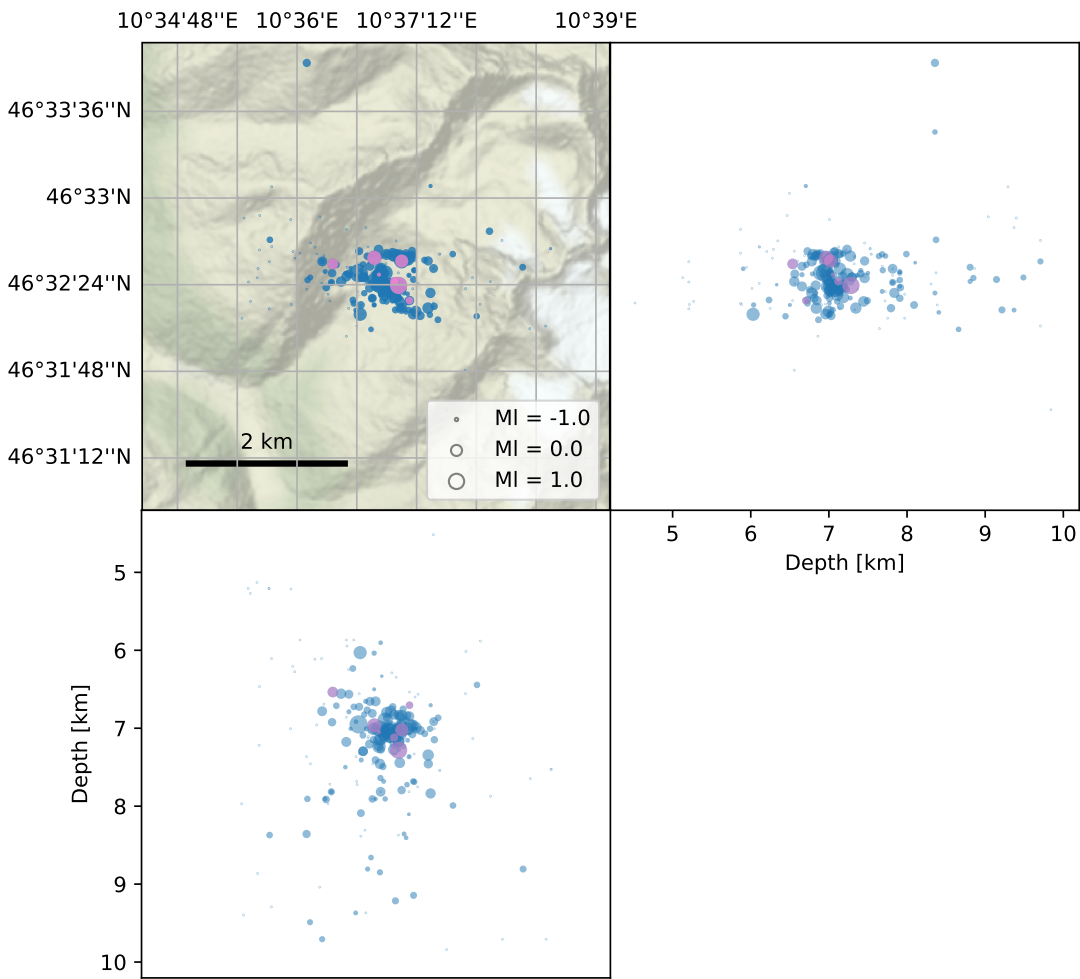 10°34'48''E 10°36'E 10°37'12''E 10°39'E
46°33'36''N
46°33'N
46°32'24''N
46°31'48''N
46°31'12''N
2 km
Ml = -1.0
Ml = 0.0
Ml = 1.0
5 6 7 8 9 10
Depth [km]
5
6
7
8
9
10
Depth [km]